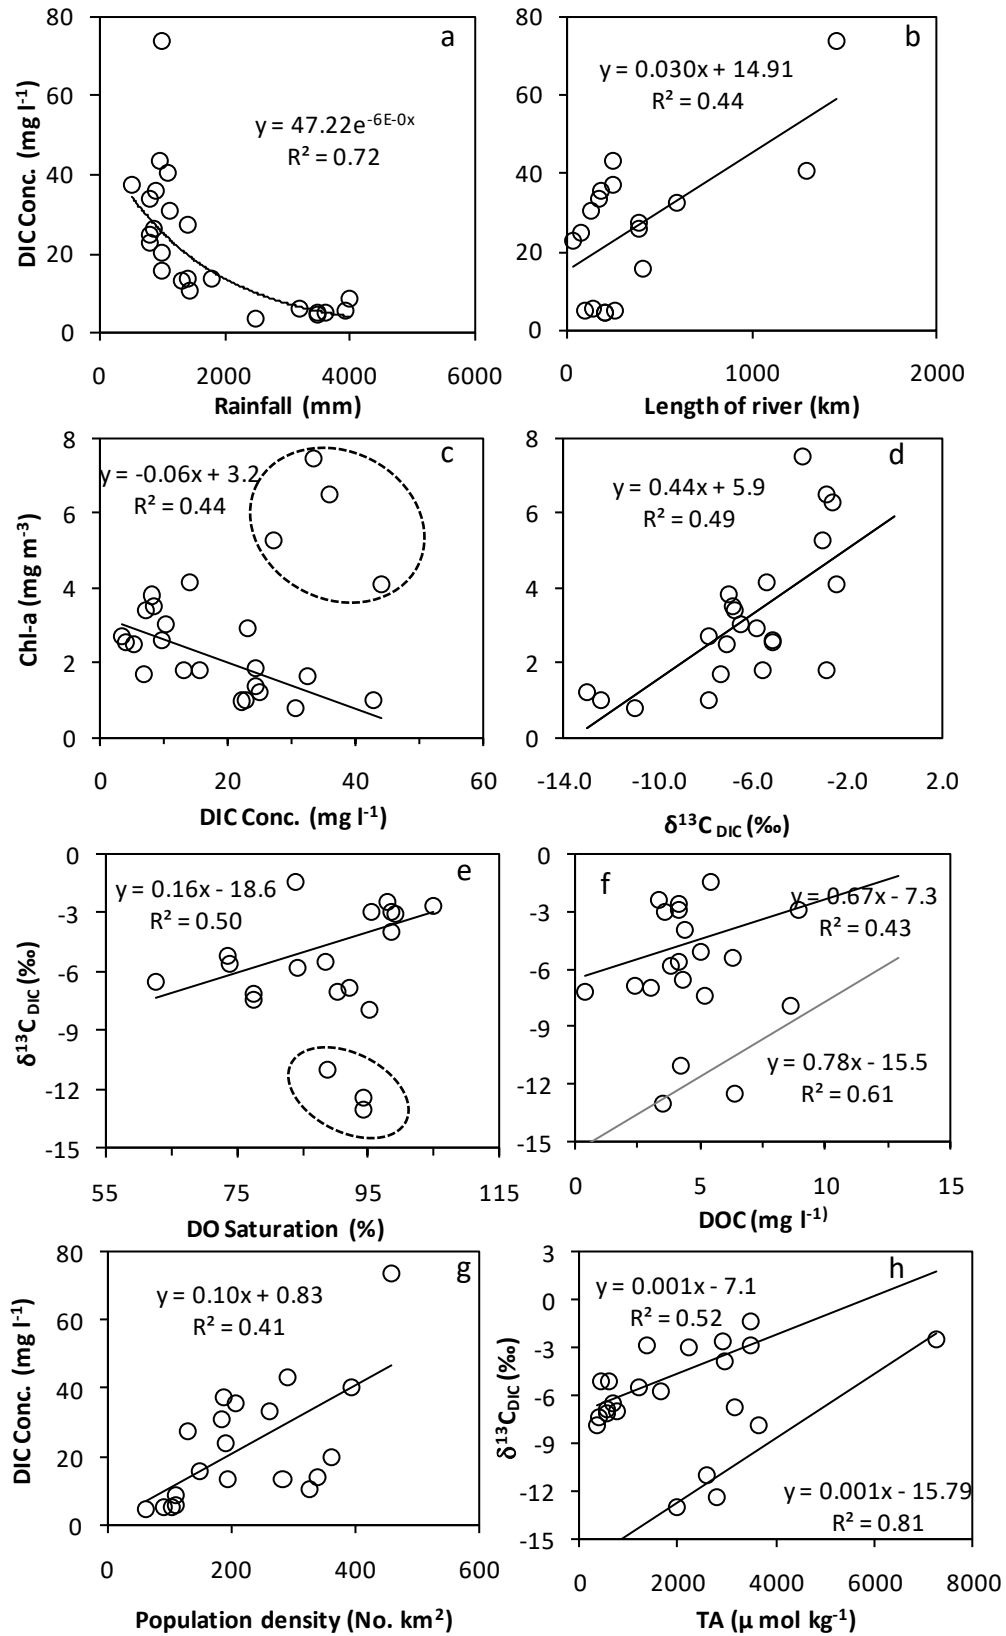 a
y = 47.22e-6E-0x
R² = 0.72
DIC Conc. (mg l-1)
80
60
40
20
0
0 2000 4000 6000
Rainfall (mm)
b
y = 0.030x + 14.91
R² = 0.44
80
60
40
20
0
0 1000 2000
Length of river (km)
c
y = -0.06x + 3.2
R² = 0.44
Chl-a (mg m-3)
8
6
4
2
0
0 20 40 60
DIC Conc. (mg l-1)
d
y = 0.44x + 5.9
R² = 0.49
8
6
4
2
0
-14.0 -10.0 -6.0 -2.0 2.0
δ13C DIC (‰)
e
y = 0.16x - 18.6
R² = 0.50
δ13C DIC (‰)
0
-3
-6
-9
-12
-15
55 75 95 115
DO Saturation (%)
f
y = 0.67x - 7.3
R² = 0.43
y = 0.78x - 15.5
R² = 0.61
0
-3
-6
-9
-12
-15
0 5 10 15
DOC (mg l-1)
g
y = 0.10x + 0.83
R² = 0.41
DIC Conc. (mg l-1)
80
60
40
20
0
0 200 400 600
Population density (No. km2)
h
y = 0.001x - 7.1
R² = 0.52
y = 0.001x - 15.79
R² = 0.81
δ13CDIC (‰)
3
0
-3
-6
-9
-12
-15
0 2000 4000 6000 8000
TA (µ mol kg-1)